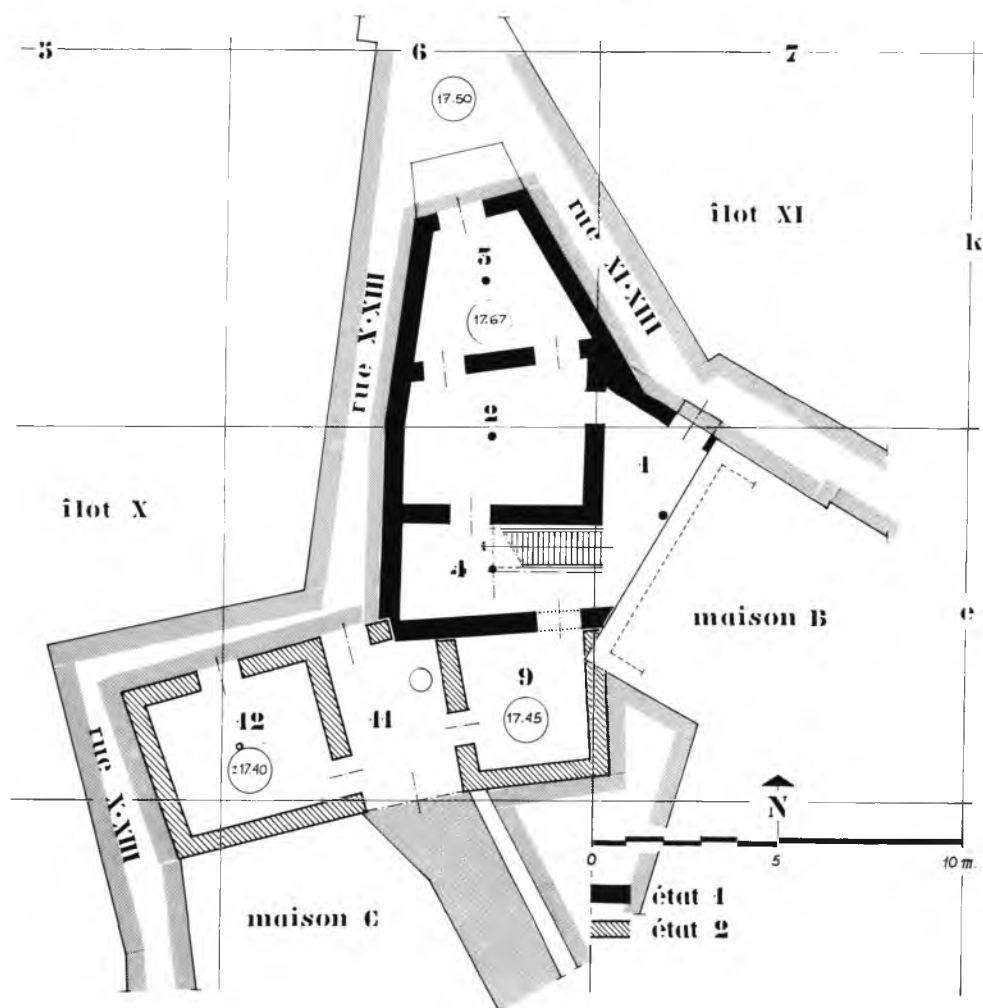 5
6
7
17.50
îlot XI
k
rue XI-XIII
5
17.67
rue X-XIII
2
1
îlot X
4
maison B
e
9
17.45
11
12
±17.40
rue X-XIII
N
0
5
10 m.
maison C
état 1
état 2